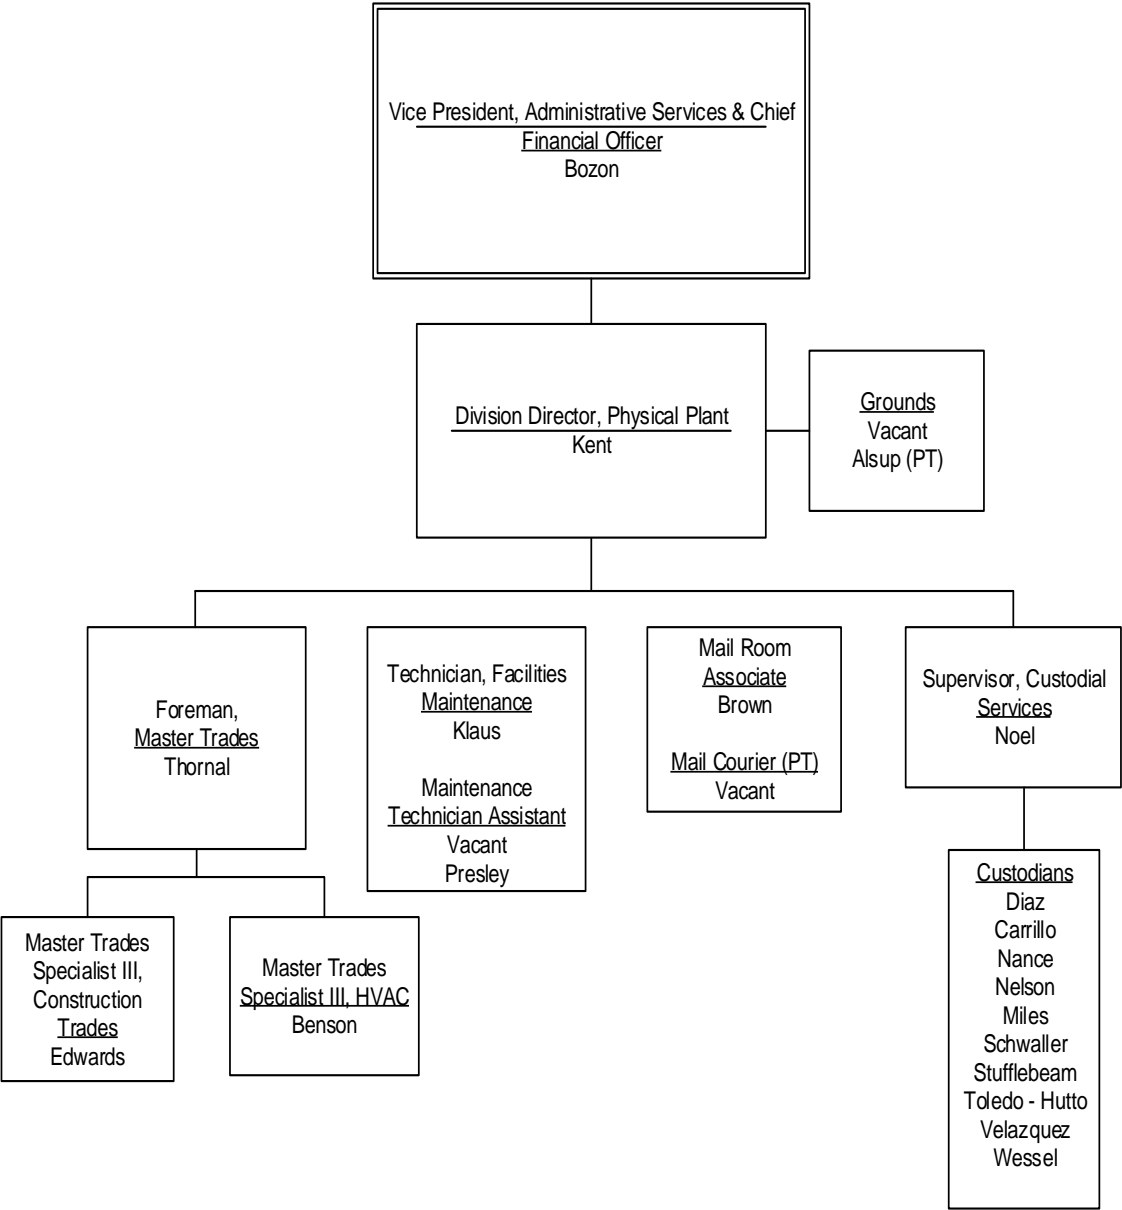 Vice President, Administrative Services & Chief
Financial Officer
Bozon
Division Director, Physical Plant
Kent
Grounds
Vacant
Alsup (PT)
Foreman,
Master Trades
Thornal
Technician, Facilities
Maintenance
Klaus
Maintenance
Technician Assistant
Vacant
Presley
Mail Room
Associate
Brown
Mail Courier (PT)
Vacant
Supervisor, Custodial
Services
Noel
Master Trades
Specialist III,
Construction
Trades
Edwards
Master Trades
Specialist III, HVAC
Benson
Custodians
Diaz
Carrillo
Nance
Nelson
Miles
Schwaller
Stufflebeam
Toledo - Hutto
Velazquez
Wessel